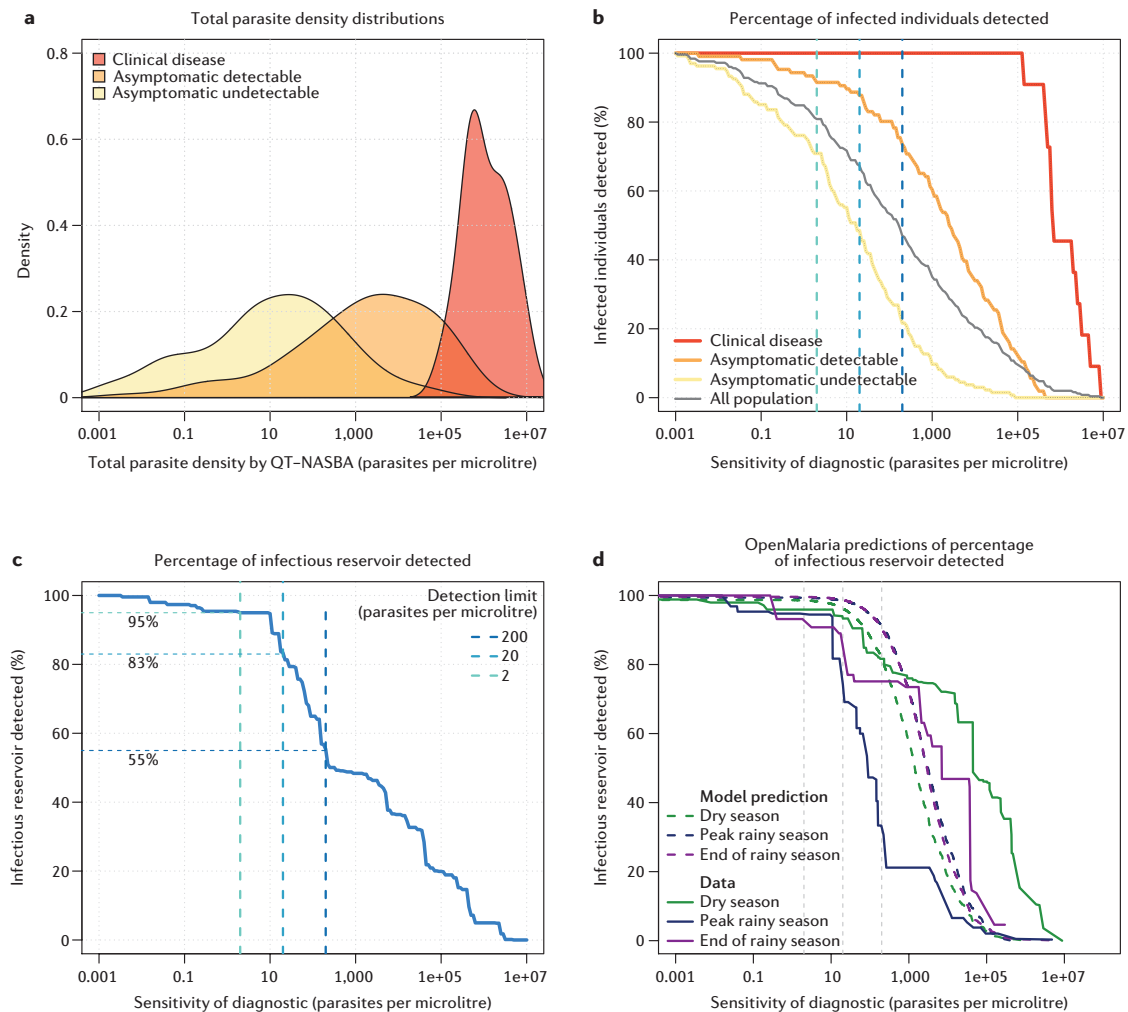 a
Total parasite density distributions
0.8
0.6
0.4
0.2
0
Density
Clinical disease
Asymptomatic detectable
Asymptomatic undetectable
0.001
0.1
10
1,000
1e+05
1e+07
Total parasite density by QT–NASBA (parasites per microlitre)
b
Percentage of infected individuals detected
100
80
60
40
20
0
Infected individuals detected (%)
Clinical disease
Asymptomatic detectable
Asymptomatic undetectable
All population
0.001
0.1
10
1,000
1e+05
1e+07
Sensitivity of diagnostic (parasites per microlitre)
c
Percentage of infectious reservoir detected
100
80
60
40
20
0
Infectious reservoir detected (%)
95%
83%
55%
Detection limit
(parasites per microlitre)
200
20
2
0.001
0.1
10
1,000
1e+05
1e+07
Sensitivity of diagnostic (parasites per microlitre)
d
OpenMalaria predictions of percentage
of infectious reservoir detected
100
80
60
40
20
0
Infectious reservoir detected (%)
Model prediction
Dry season
Peak rainy season
End of rainy season
Data
Dry season
Peak rainy season
End of rainy season
0.001
0.1
10
1,000
1e+05
1e+07
Sensitivity of diagnostic (parasites per microlitre)